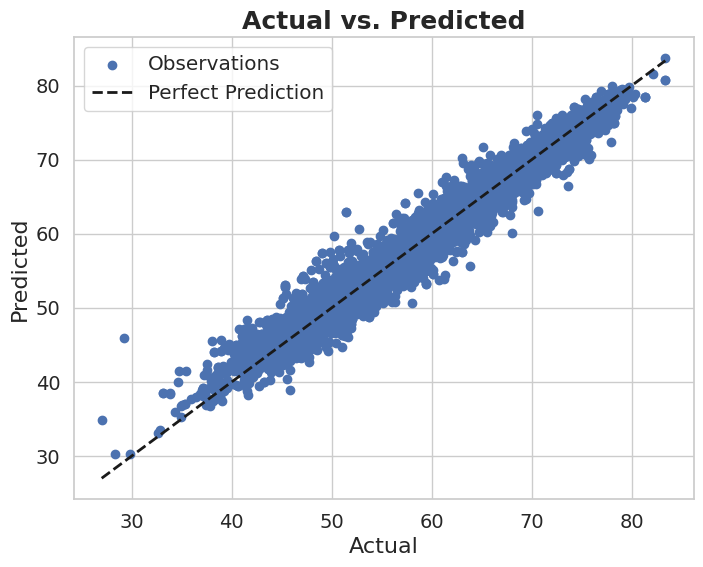 Actual vs. Predicted
Observations
Perfect Prediction
80
70
60
50
40
30
Predicted
30 40 50 60 70 80
Actual